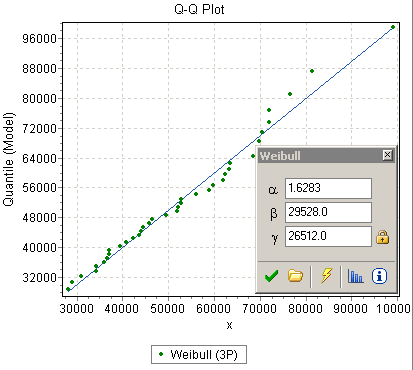 Q-Q Plot
Quantile (Model)
96000
88000
80000
72000
64000
56000
48000
40000
32000
Weibull
α 1.6283
β 29528.0
γ 26512.0
30000 40000 50000 60000 70000 80000 90000 100000
x
Weibull (3P)